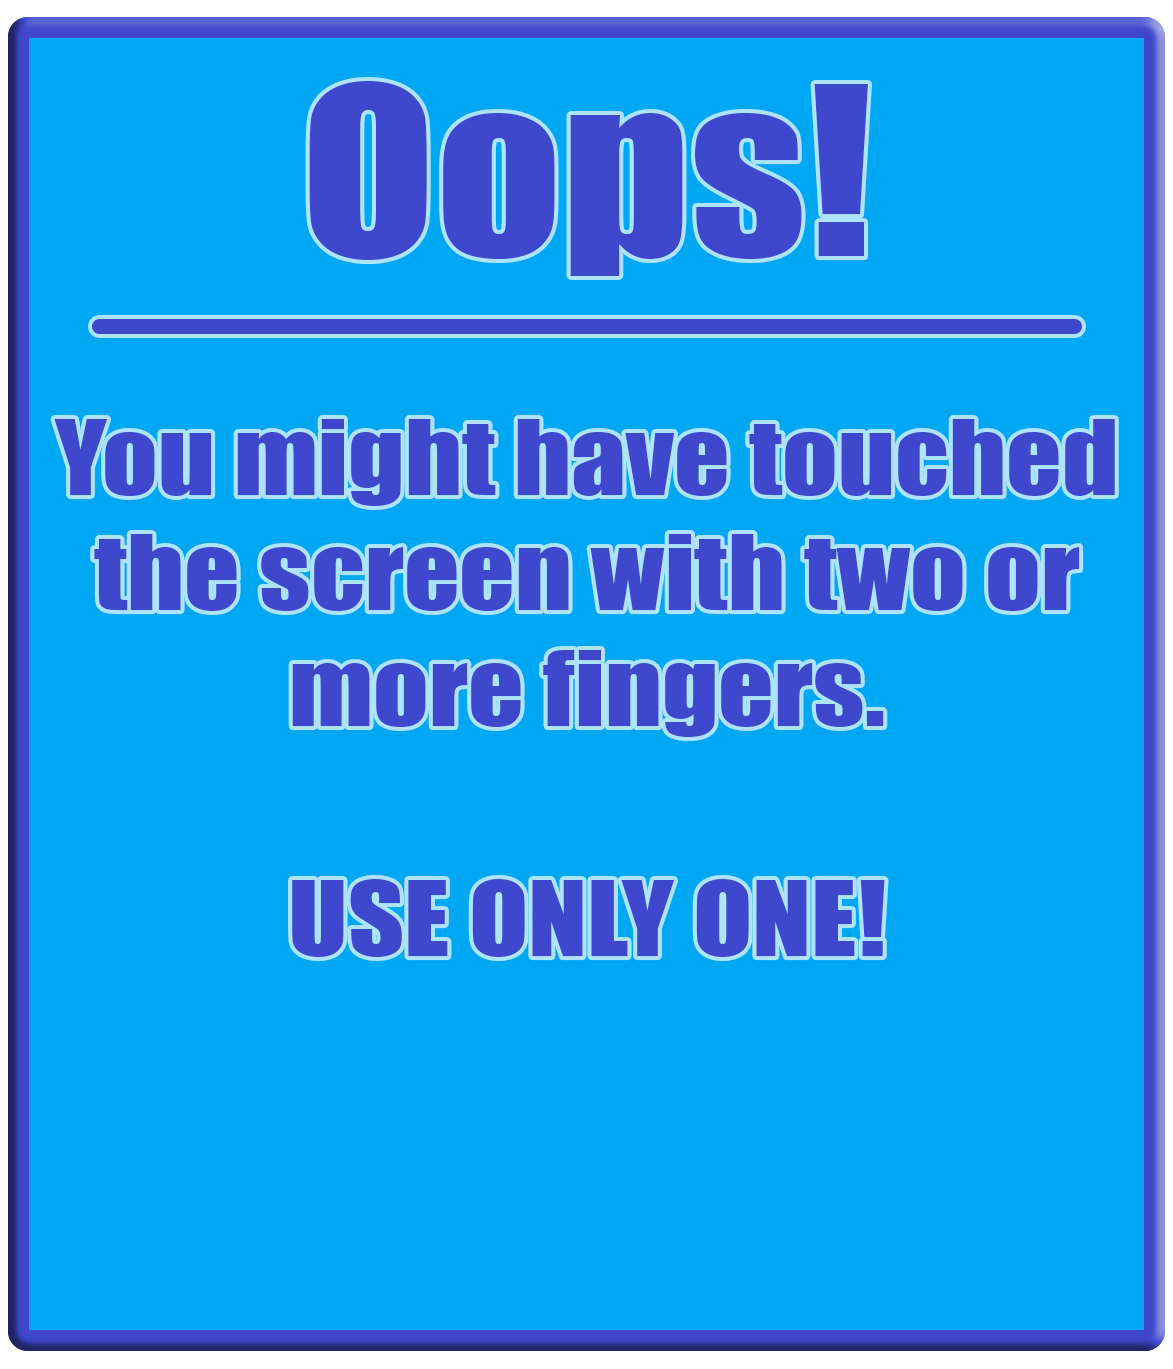 Oops!
You might have touched
the screen with two or
more fingers.
USE ONLY ONE!